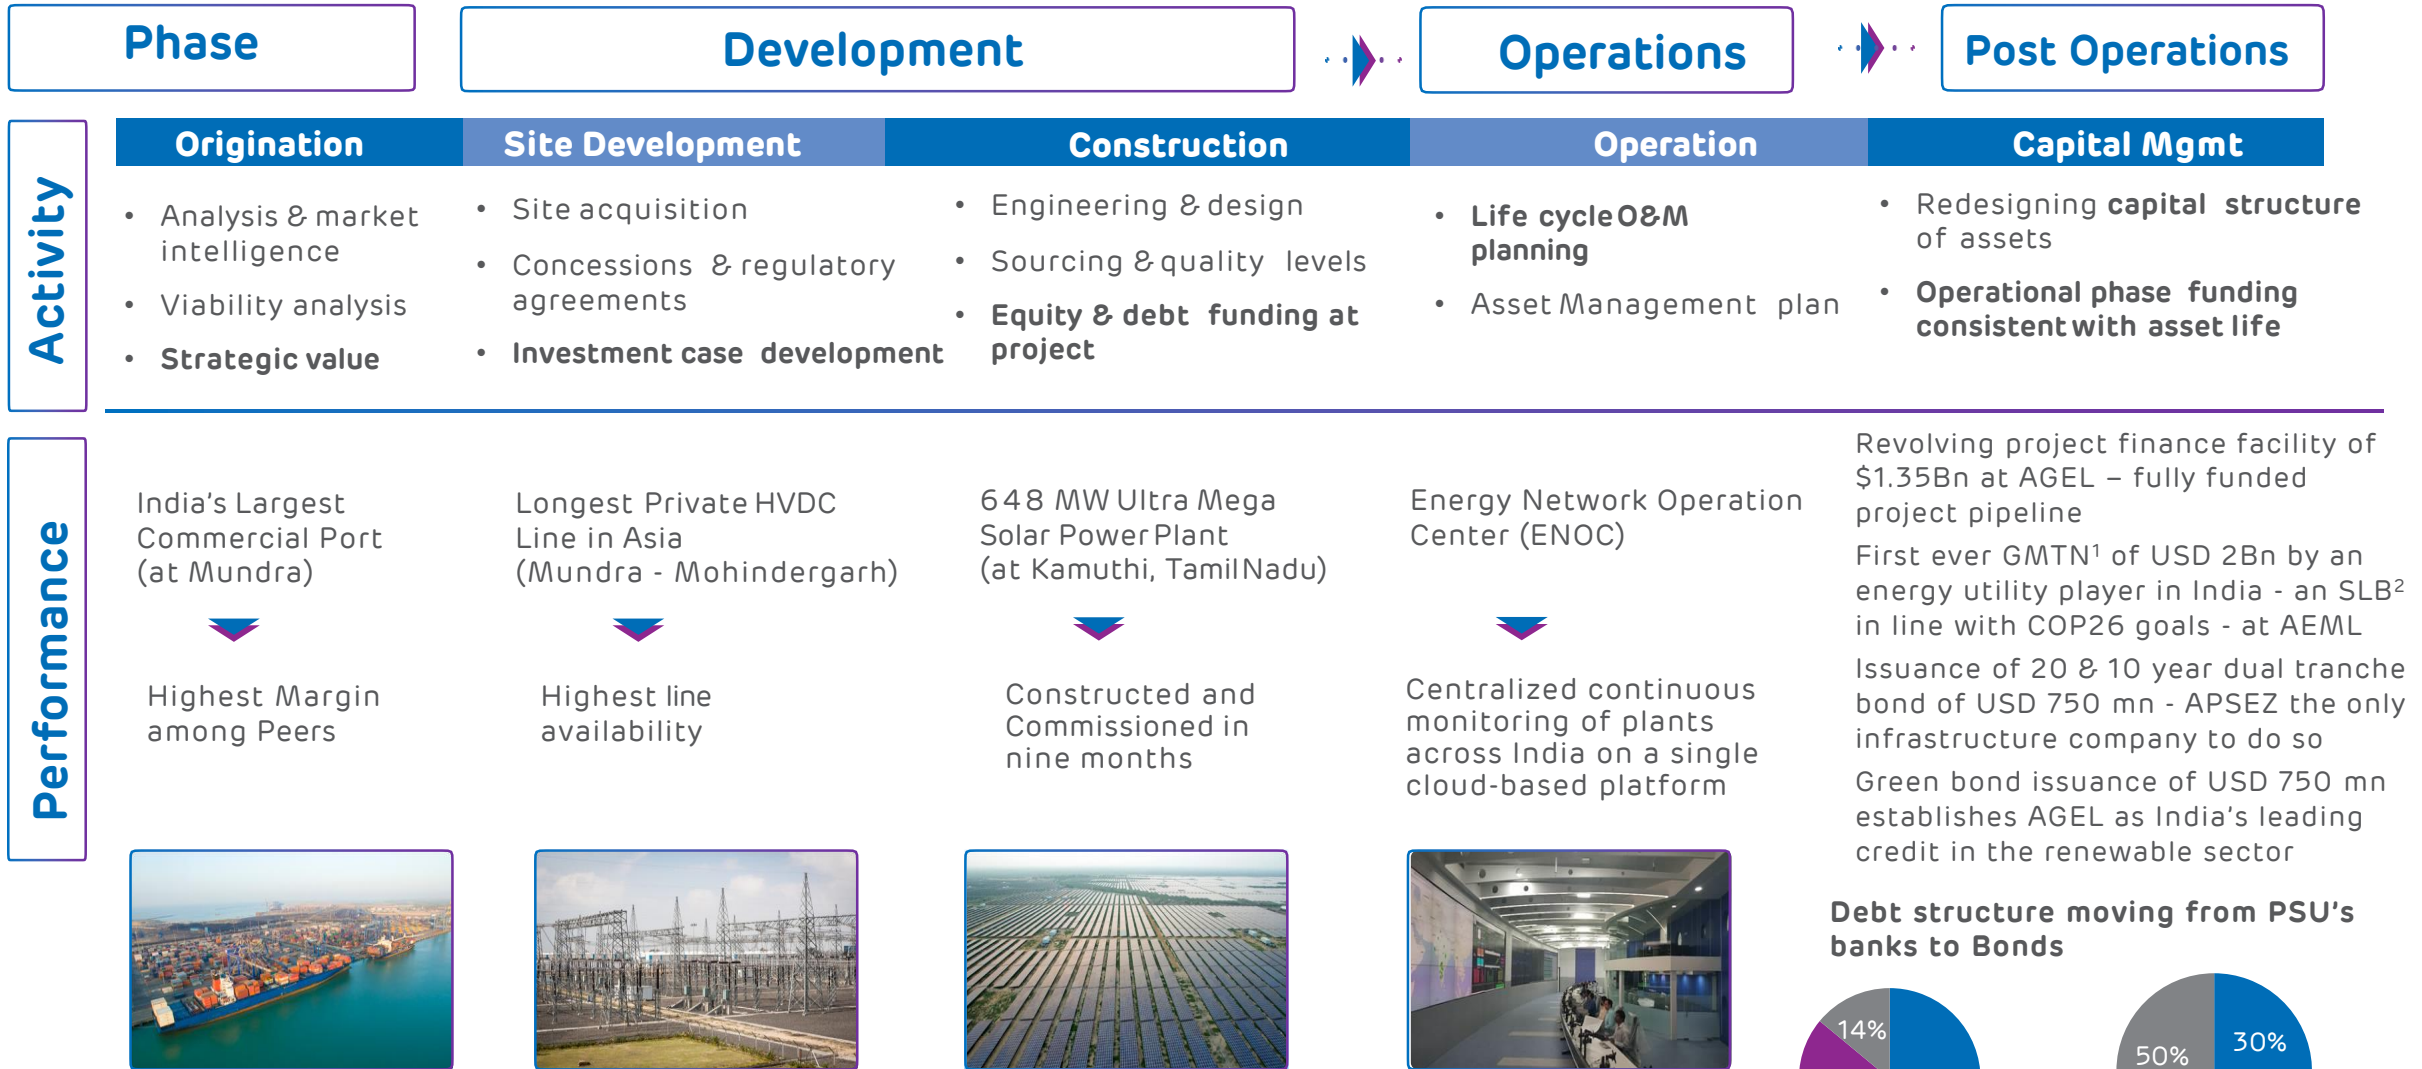 Phase
Development
Operations
Post Operations
Activity
Origination
Site Development
Construction
Operation
Capital Mgmt
• Analysis & market
intelligence
• Viability analysis
• Strategic value
• Site acquisition
• Concessions & regulatory
agreements
• Investment case development
• Engineering & design
• Sourcing & quality levels
• Equity & debt funding at
project
• Life cycle O&M
planning
• Asset Management plan
• Redesigning capital structure
of assets
• Operational phase funding
consistent with asset life
Performance
India's Largest
Commercial Port
(at Mundra)
Highest Margin
among Peers
Longest Private HVDC
Line in Asia
(Mundra - Mohindergarh)
Highest line
availability
648 MW Ultra Mega
Solar Power Plant
(at Kamuthi, Tamil Nadu)
Constructed and
Commissioned in
nine months
Energy Network Operation
Center (ENOC)
Centralized continuous
monitoring of plants
across India on a single
cloud-based platform
Revolving project finance facility of
$1.35Bn at AGEL – fully funded
project pipeline
First ever GMTN¹ of USD 2Bn by an
energy utility player in India - an SLB²
in line with COP26 goals - at AEML
Issuance of 20 & 10 year dual tranche
bond of USD 750 mn - APSEZ the only
infrastructure company to do so
Green bond issuance of USD 750 mn
establishes AGEL as India's leading
credit in the renewable sector
Debt structure moving from PSU's
banks to Bonds
14%
50%
30%